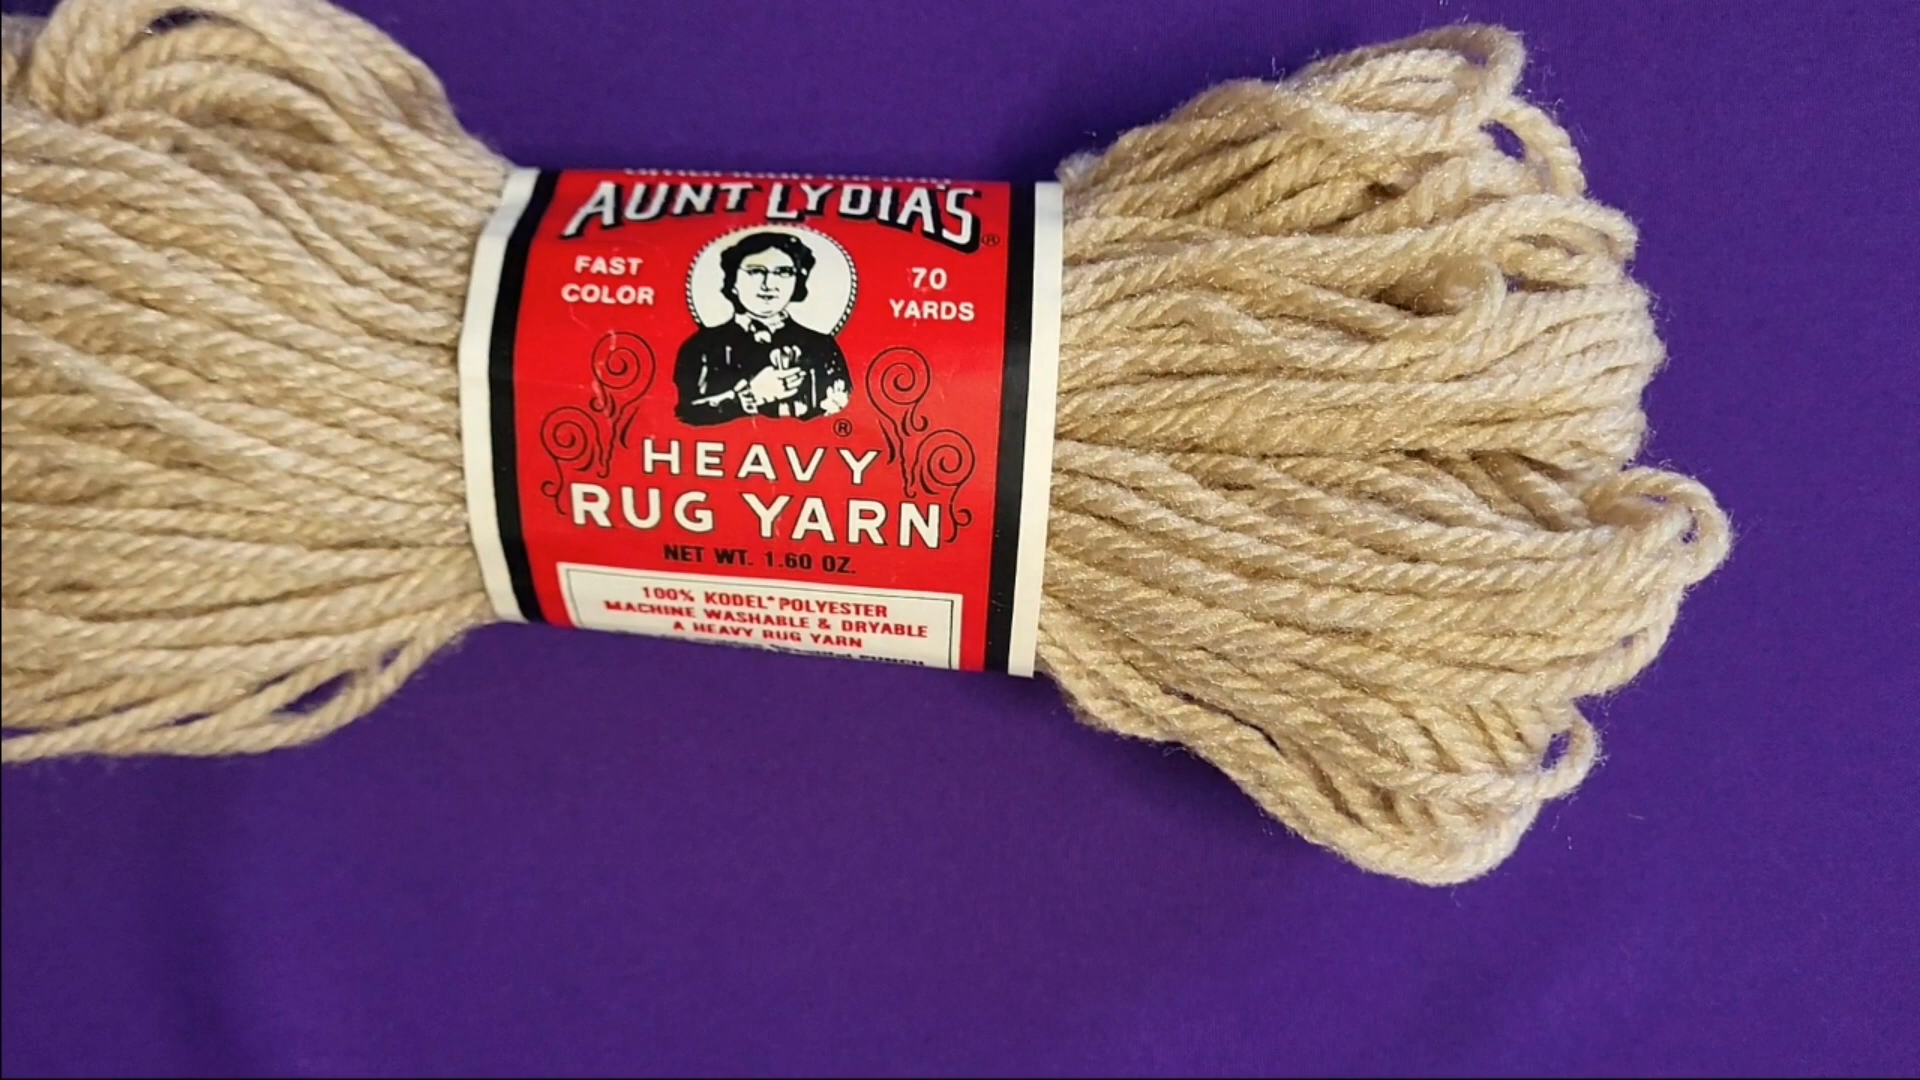 AUNT LYDIA'S®
FAST
COLOR
70
YARDS
®
HEAVY
RUG YARN
NET WT. 1.60 OZ.
100% KODEL* POLYESTER
MACHINE WASHABLE & DRYABLE
A HEAVY RUG YARN
PUNCH